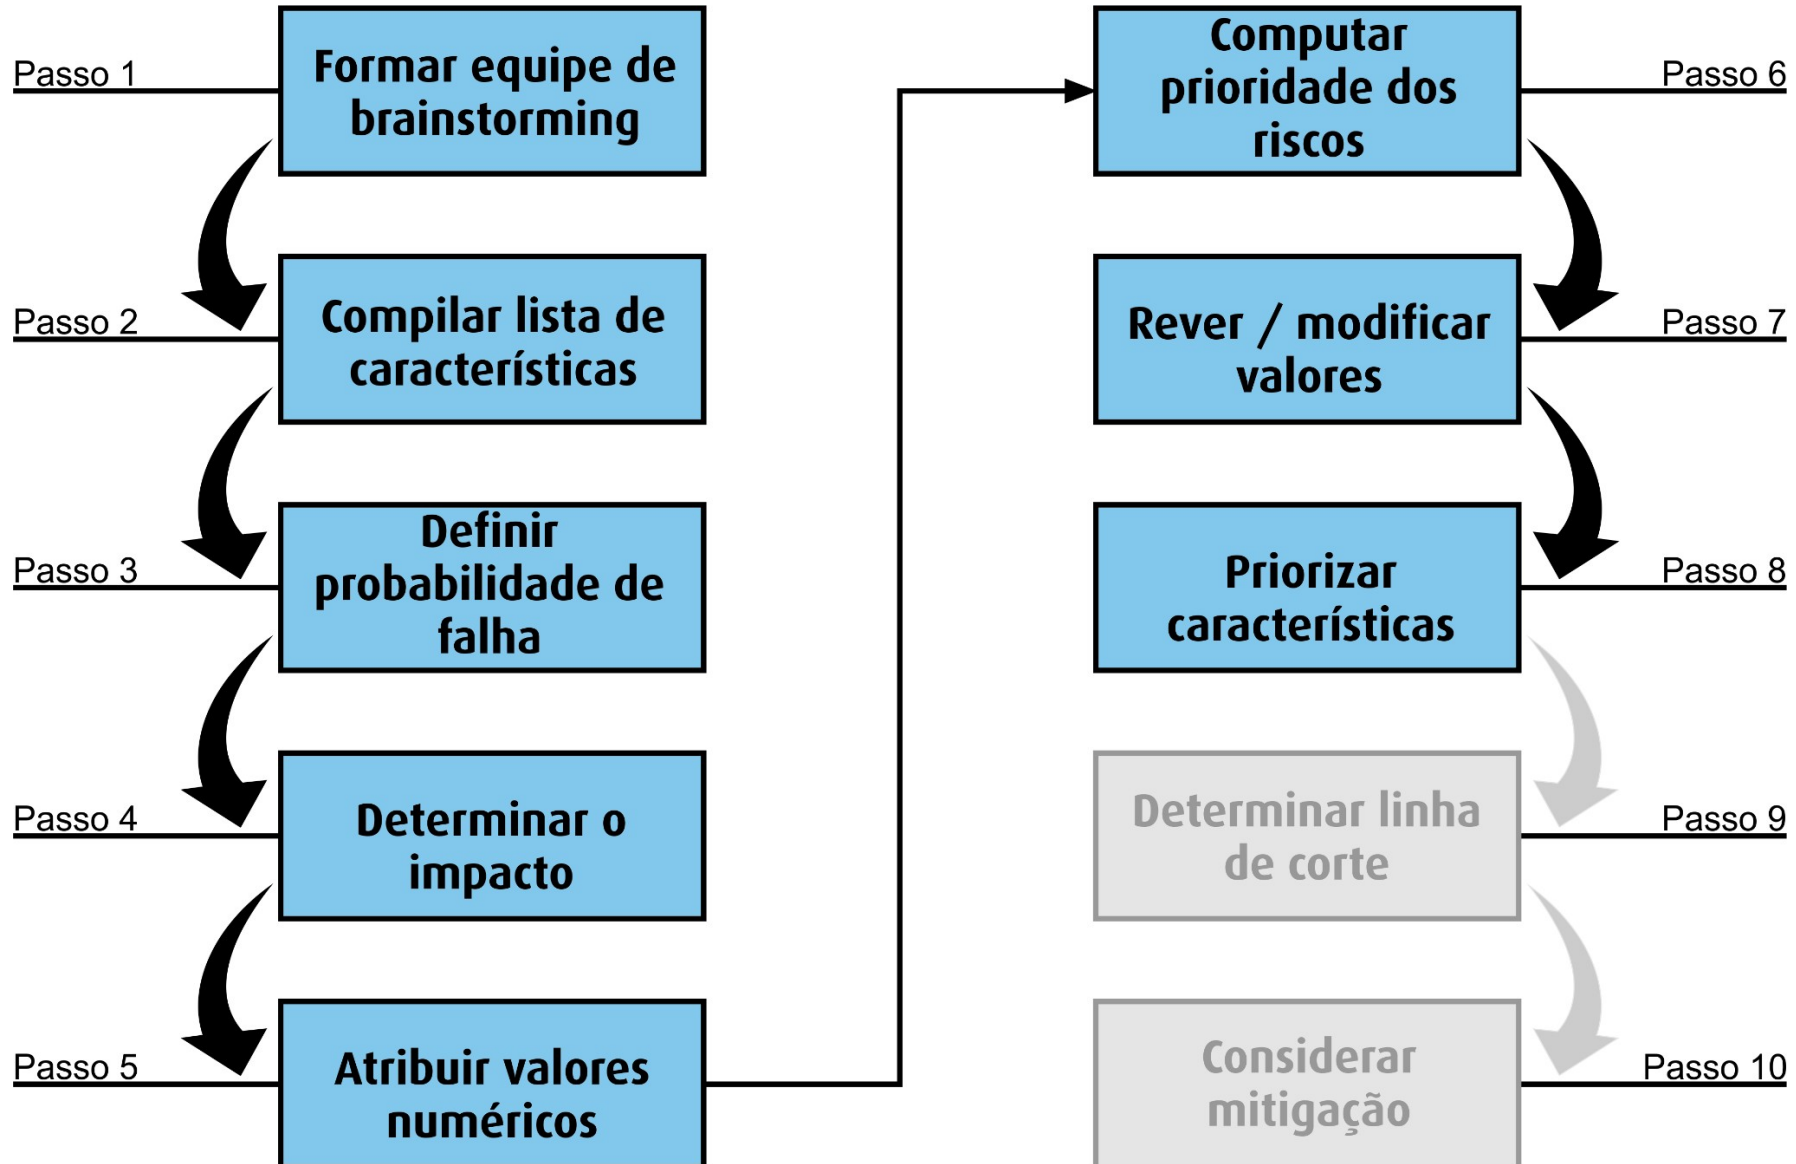 Passo 1
Formar equipe de
brainstorming
Passo 2
Compilar lista de
características
Passo 3
Definir
probabilidade de
falha
Passo 4
Determinar o
impacto
Passo 5
Atribuir valores
numéricos
Computar
prioridade dos
riscos
Passo 6
Rever / modificar
valores
Passo 7
Priorizar
características
Passo 8
Determinar linha
de corte
Passo 9
Considerar
mitigação
Passo 10